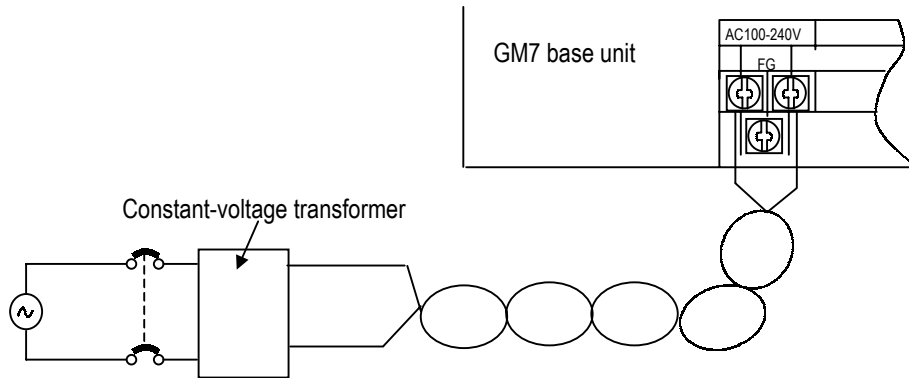 AC100-240V
GM7 base unit
FG
Constant-voltage transformer